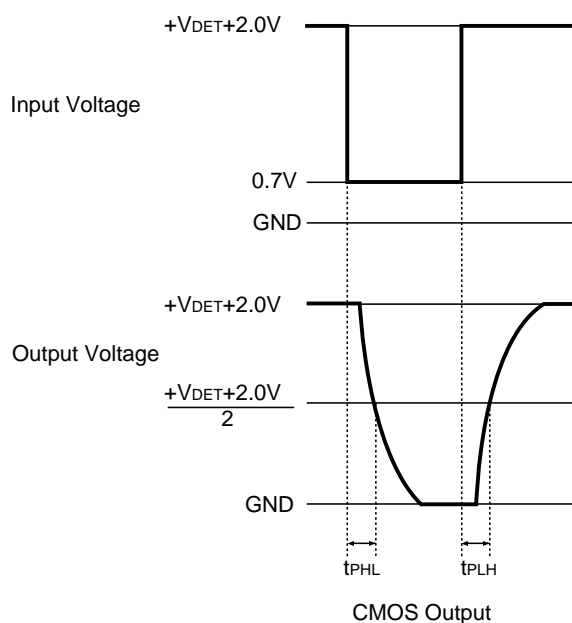 +VDET+2.0V
Input Voltage
0.7V
GND
+VDET+2.0V
Output Voltage
+VDET+2.0V
2
GND
tPHL
tPLH
CMOS Output